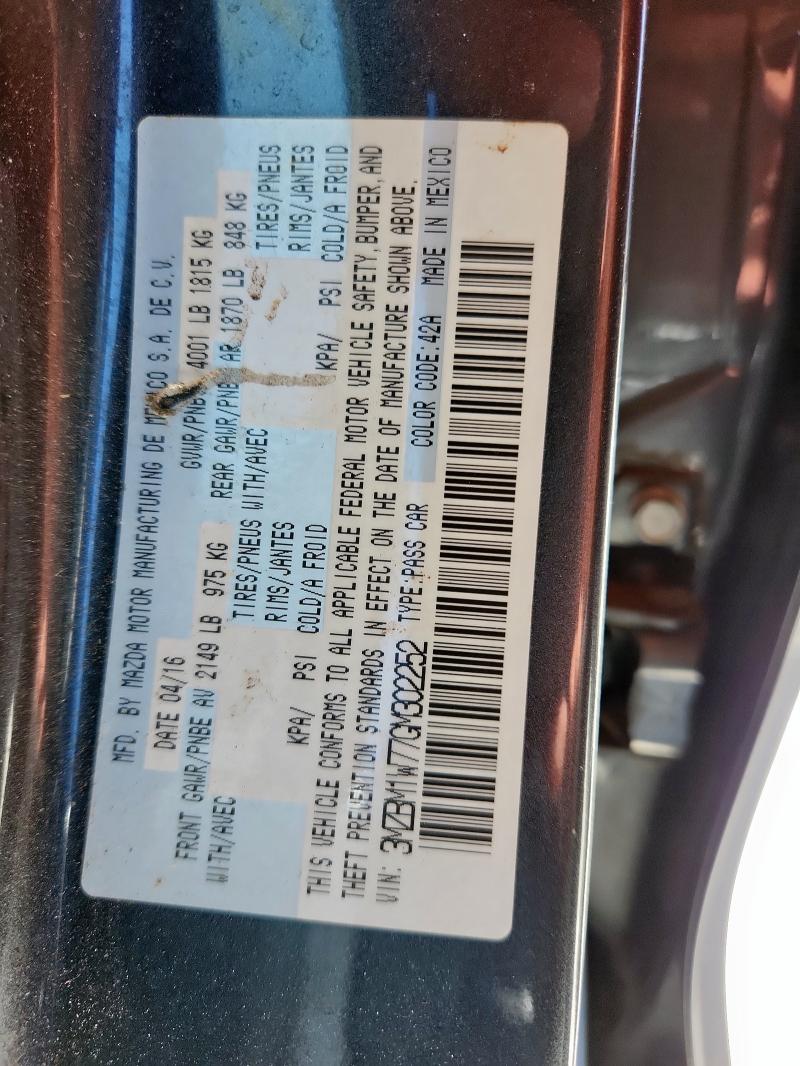 MFD. BY MAZDA MOTOR MANUFACTURING DE MEXICO S.A. DE C.V.
DATE 04/16 GVWR/PNBV 4001 LB 1815 KG
FRONT GAWR/PNBE AV 2149 LB 975 KG REAR GAWR/PNBE AR 1870 LB 848 KG
WITH/AVEC TIRES/PNEUS WITH/AVEC TIRES/PNEUS
RIMS/JANTES RIMS/JANTES
KPA/ PSI COLD/A FROID KPA/ PSI COLD/A FROID
THIS VEHICLE CONFORMS TO ALL APPLICABLE FEDERAL MOTOR VEHICLE SAFETY, BUMPER, AND
THEFT PREVENTION STANDARDS IN EFFECT ON THE DATE OF MANUFACTURE SHOWN ABOVE.
VIN: 3MZBM1W77GM302252 TYPE:PASS CAR COLOR CODE:42A MADE IN MEXICO